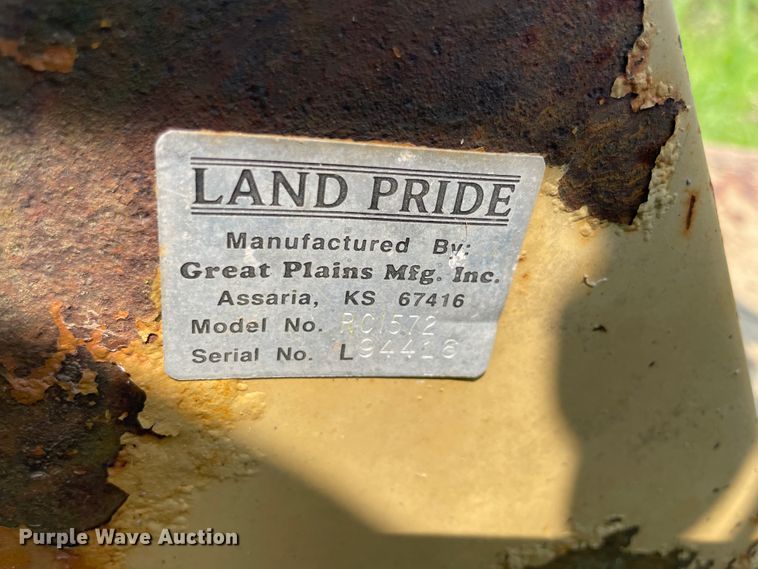 LAND PRIDE
Manufactured By:
Great Plains Mfg. Inc.
Assaria, KS 67416
Model No. RC1572
Serial No. L94416
Purple Wave Auction